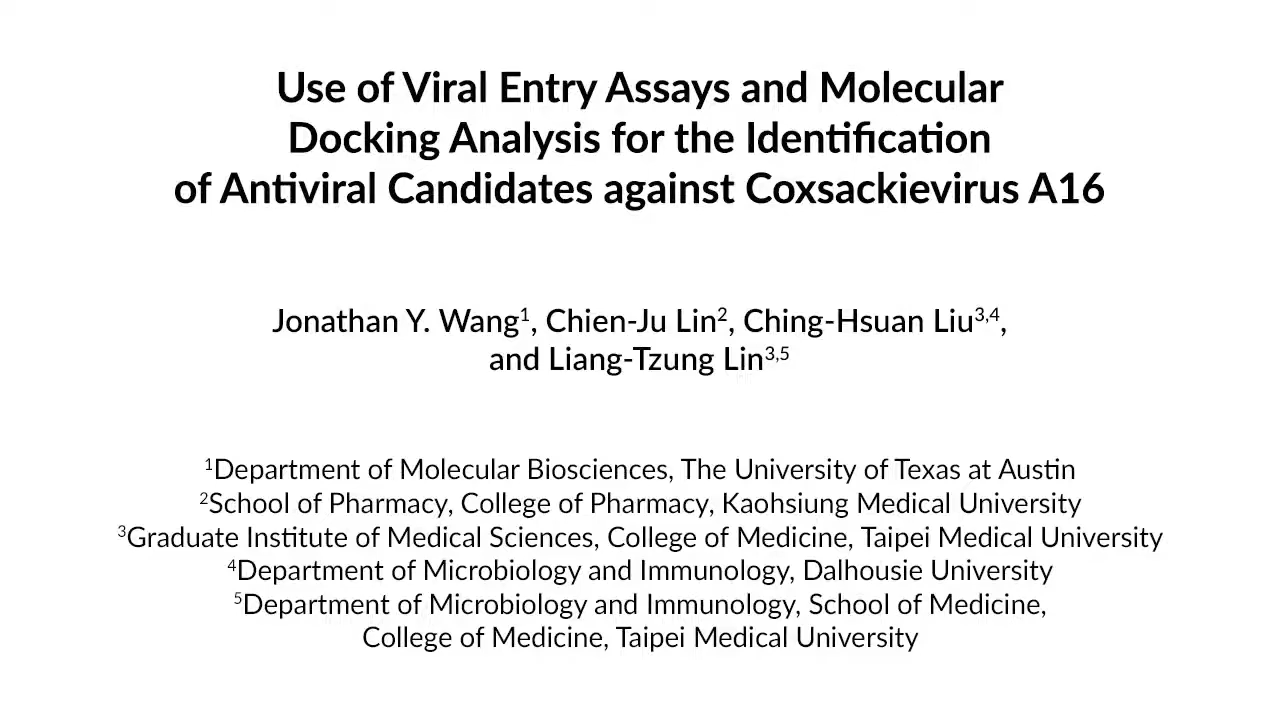 Use of Viral Entry Assays and Molecular
Docking Analysis for the Identification
of Antiviral Candidates against Coxsackievirus A16
Jonathan Y. Wang¹, Chien-Ju Lin², Ching-Hsuan Liu³,⁴,
and Liang-Tzung Lin³,⁵
¹Department of Molecular Biosciences, The University of Texas at Austin
²School of Pharmacy, College of Pharmacy, Kaohsiung Medical University
³Graduate Institute of Medical Sciences, College of Medicine, Taipei Medical University
⁴Department of Microbiology and Immunology, Dalhousie University
⁵Department of Microbiology and Immunology, School of Medicine,
College of Medicine, Taipei Medical University